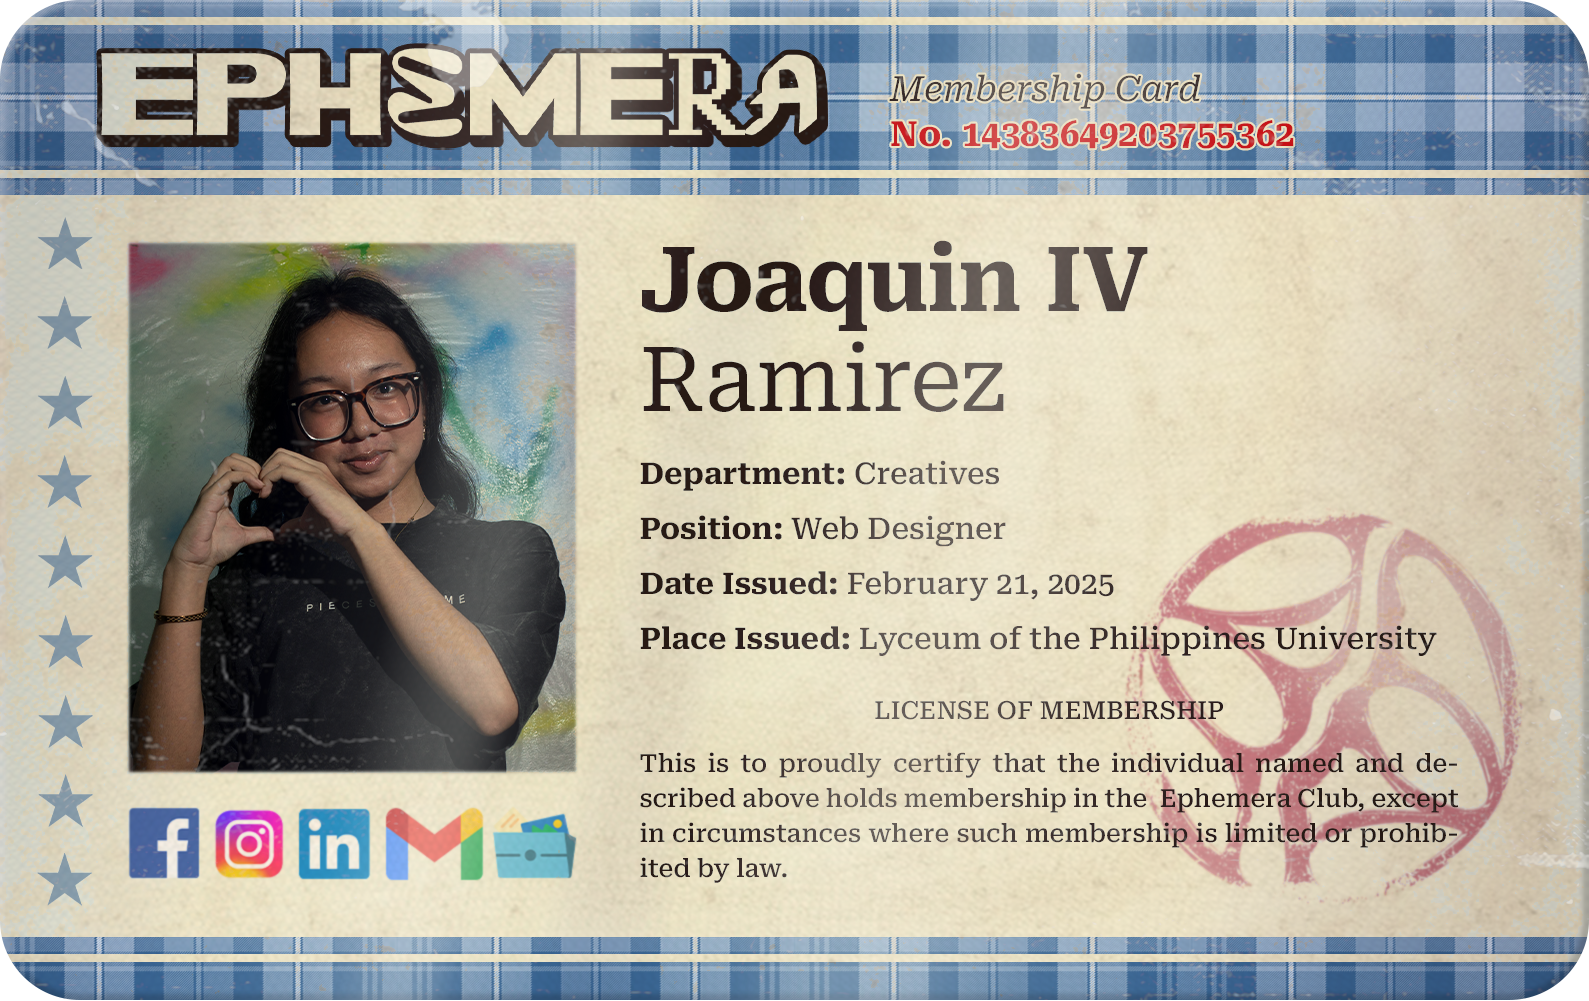 EPHEMERA
Membership Card
No. 14383649203755362
Joaquin IV
Ramirez
Department: Creatives
Position: Web Designer
Date Issued: February 21, 2025
Place Issued: Lyceum of the Philippines University
LICENSE OF MEMBERSHIP
This is to proudly certify that the individual named and de-
scribed above holds membership in the Ephemera Club, except
in circumstances where such membership is limited or prohib-
ited by law.
PIECES ME
f
in